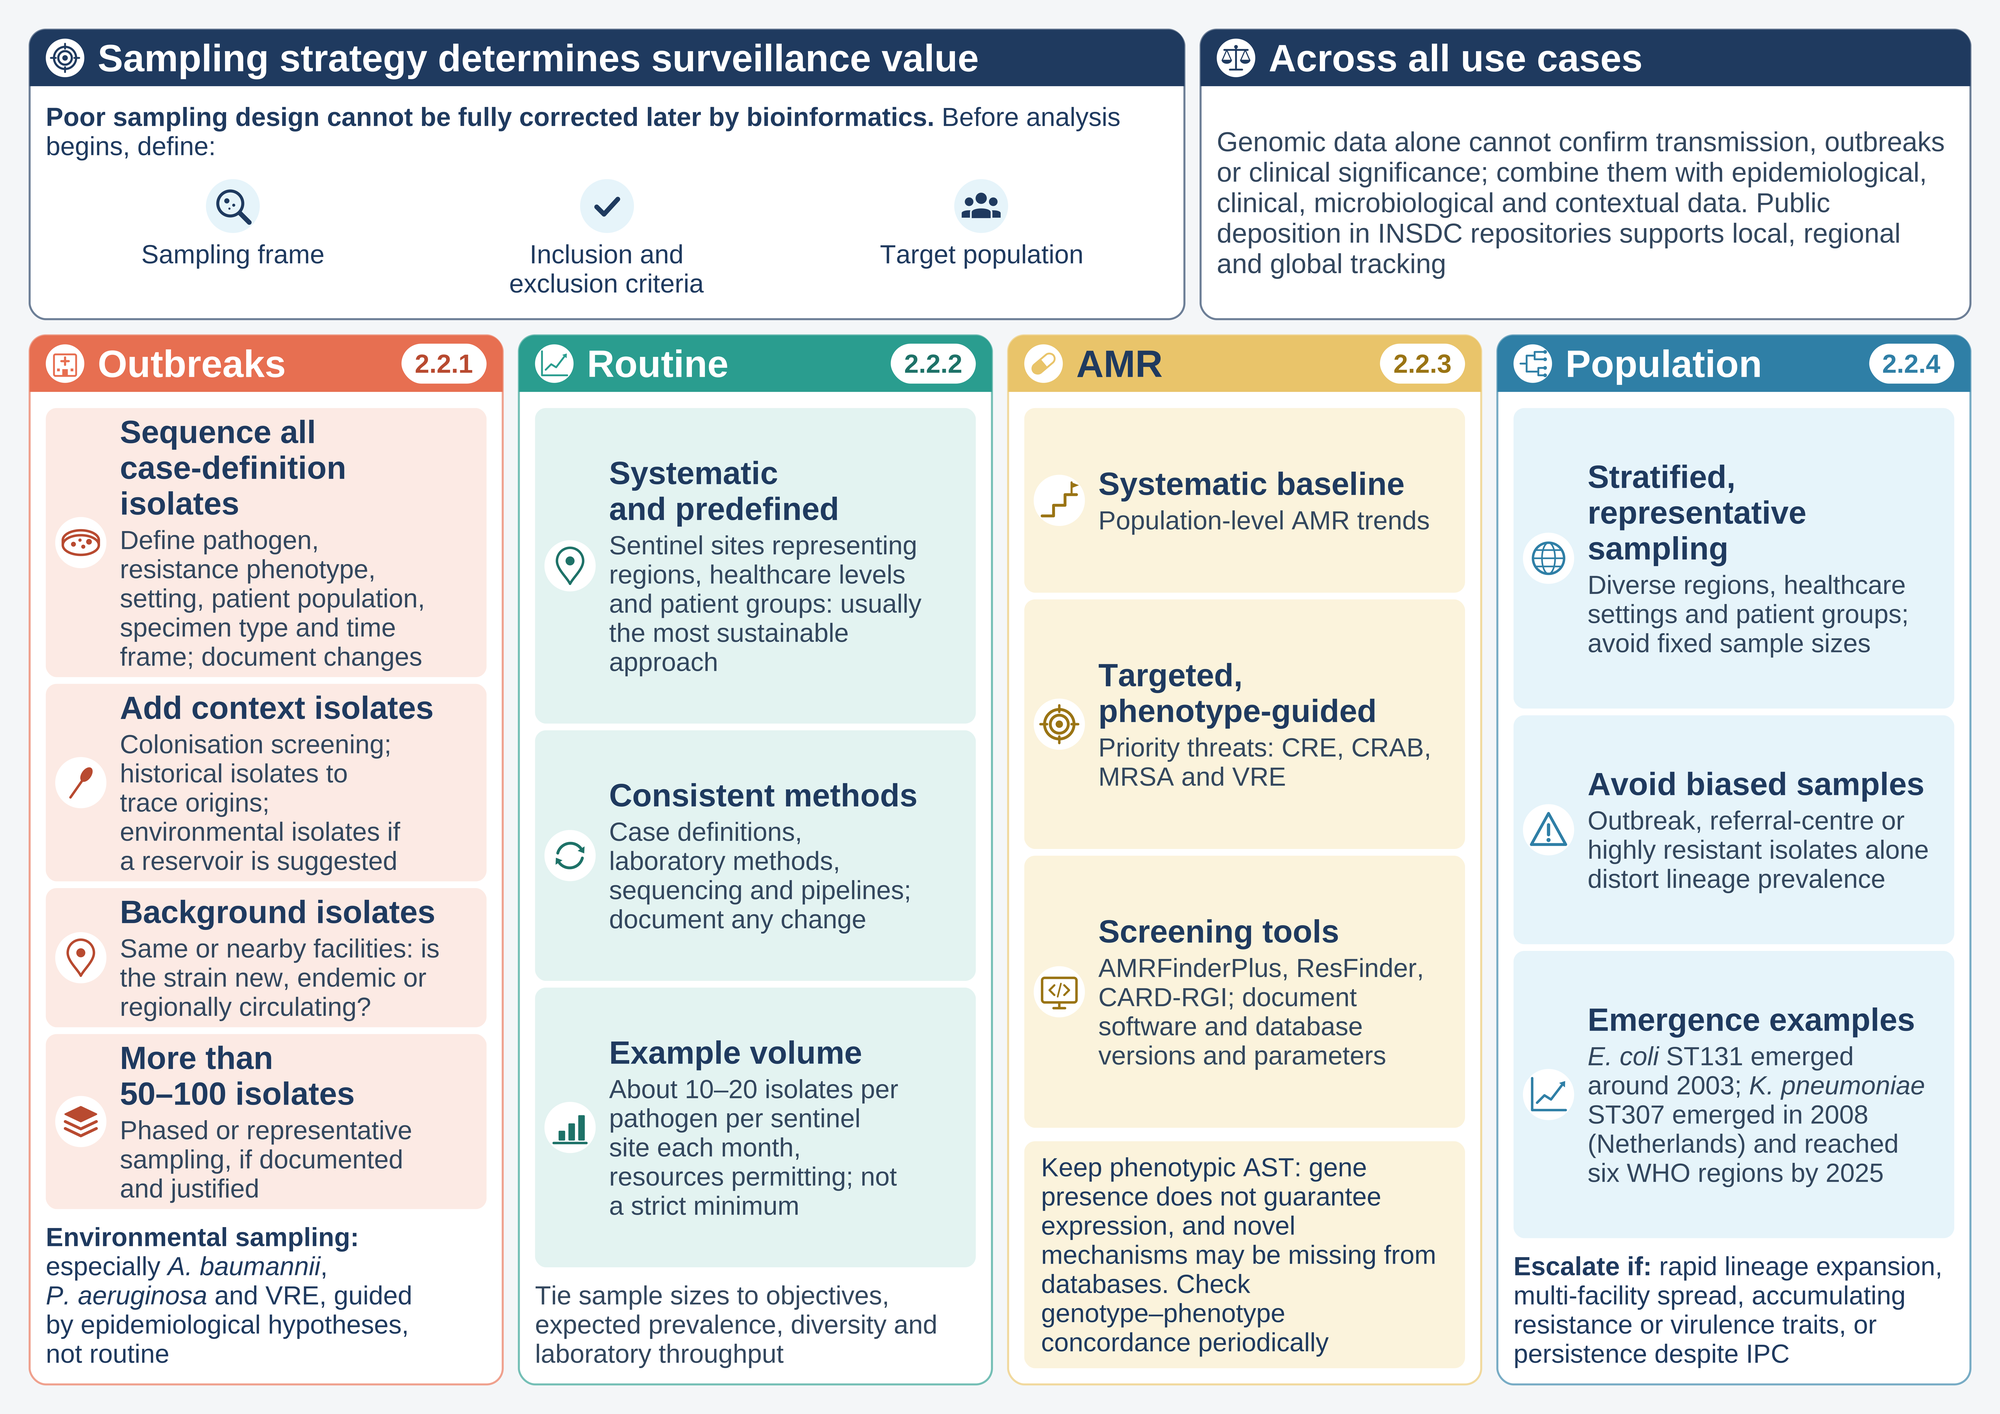 Sampling strategy determines surveillance value
Poor sampling design cannot be fully corrected later by bioinformatics. Before analysis
begins, define:
Sampling frame
Inclusion and
exclusion criteria
Target population
Across all use cases
Genomic data alone cannot confirm transmission, outbreaks
or clinical significance; combine them with epidemiological,
clinical, microbiological and contextual data. Public
deposition in INSDC repositories supports local, regional
and global tracking
Outbreaks 2.2.1
Sequence all
case-definition
isolates
Define pathogen,
resistance phenotype,
setting, patient population,
specimen type and time
frame; document changes
Add context isolates
Colonisation screening;
historical isolates to
trace origins;
environmental isolates if
a reservoir is suggested
Background isolates
Same or nearby facilities: is
the strain new, endemic or
regionally circulating?
More than
50–100 isolates
Phased or representative
sampling, if documented
and justified
Environmental sampling:
especially A. baumannii,
P. aeruginosa and VRE, guided
by epidemiological hypotheses,
not routine
Routine 2.2.2
Systematic
and predefined
Sentinel sites representing
regions, healthcare levels
and patient groups: usually
the most sustainable
approach
Consistent methods
Case definitions,
laboratory methods,
sequencing and pipelines;
document any change
Example volume
About 10–20 isolates per
pathogen per sentinel
site each month,
resources permitting; not
a strict minimum
Tie sample sizes to objectives,
expected prevalence, diversity and
laboratory throughput
AMR 2.2.3
Systematic baseline
Population-level AMR trends
Targeted,
phenotype-guided
Priority threats: CRE, CRAB,
MRSA and VRE
Screening tools
AMRFinderPlus, ResFinder,
CARD-RGI; document
software and database
versions and parameters
Keep phenotypic AST: gene
presence does not guarantee
expression, and novel
mechanisms may be missing from
databases. Check
genotype–phenotype
concordance periodically
Population 2.2.4
Stratified,
representative
sampling
Diverse regions, healthcare
settings and patient groups;
avoid fixed sample sizes
Avoid biased samples
Outbreak, referral-centre or
highly resistant isolates alone
distort lineage prevalence
Emergence examples
E. coli ST131 emerged
around 2003; K. pneumoniae
ST307 emerged in 2008
(Netherlands) and reached
six WHO regions by 2025
Escalate if: rapid lineage expansion,
multi-facility spread, accumulating
resistance or virulence traits, or
persistence despite IPC